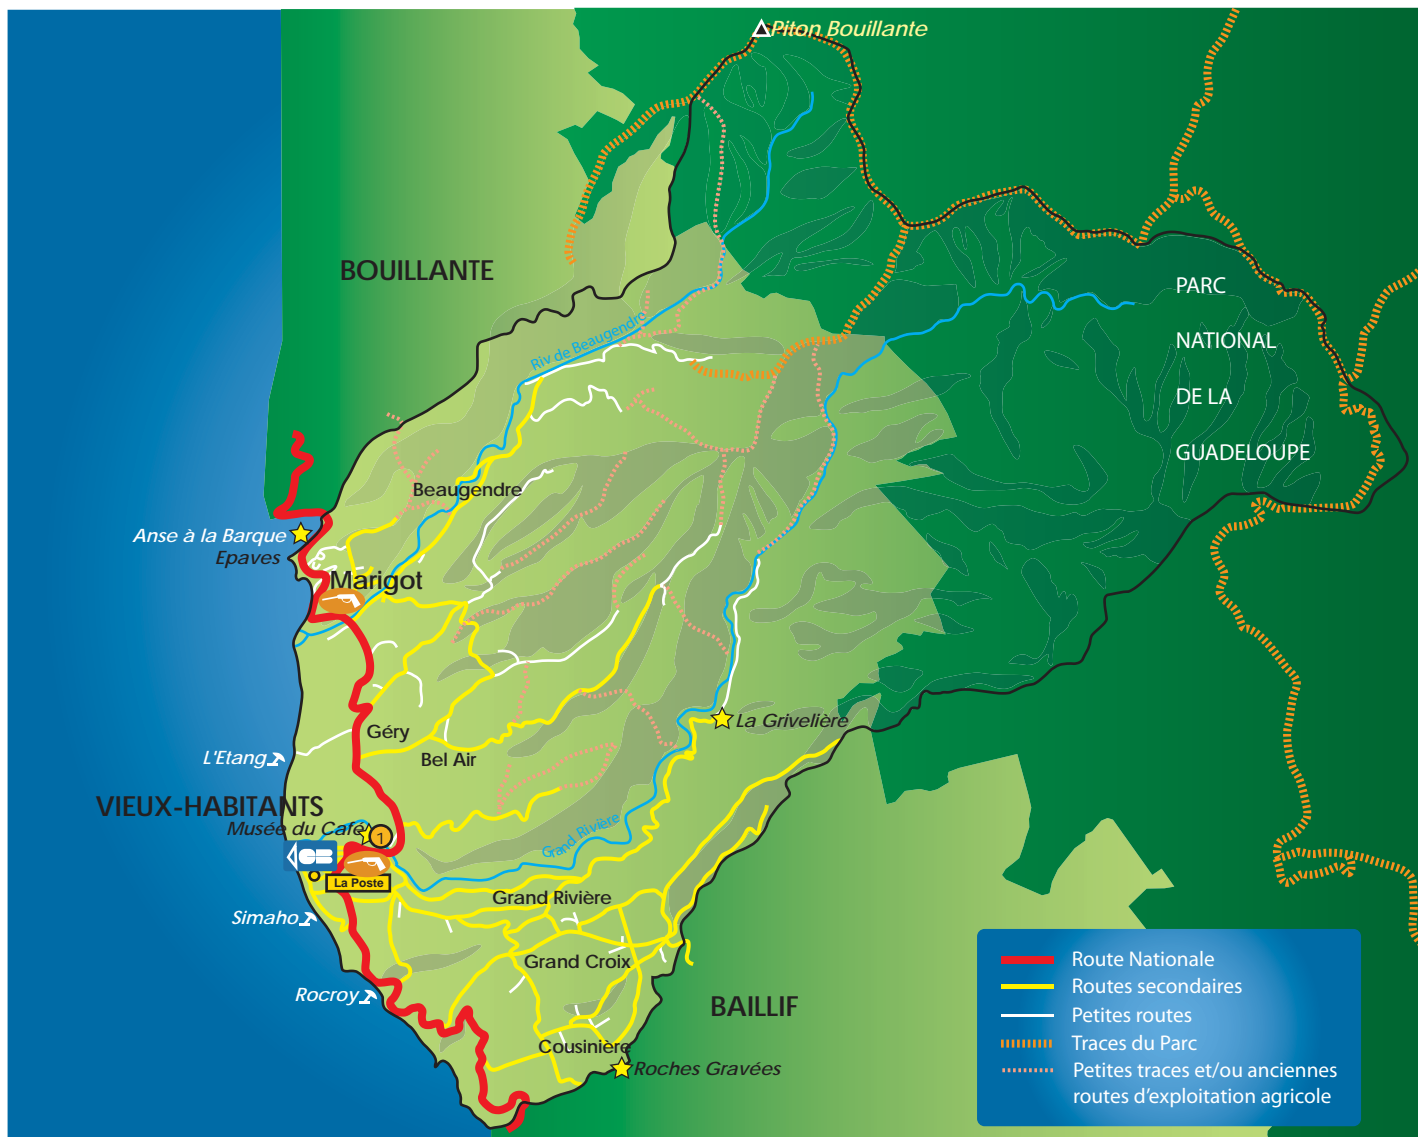 Piton Bouillante
BOUILLANTE
PARC
NATIONAL
DE LA
GUADELOUPE
Riv de Beaugendre
Beaugendre
Anse à la Barque
Epaves
Marigot
La Grivelière
Géry
Bel Air
L'Etang
VIEUX-HABITANTS
Musée du Café
1
Grand Rivière
La Poste
Grand Rivière
Simaho
Grand Croix
Rocroy
BAILLIF
Cousinière
Roches Gravées
Route Nationale
Routes secondaires
Petites routes
Traces du Parc
Petites traces et/ou anciennes
routes d'exploitation agricole